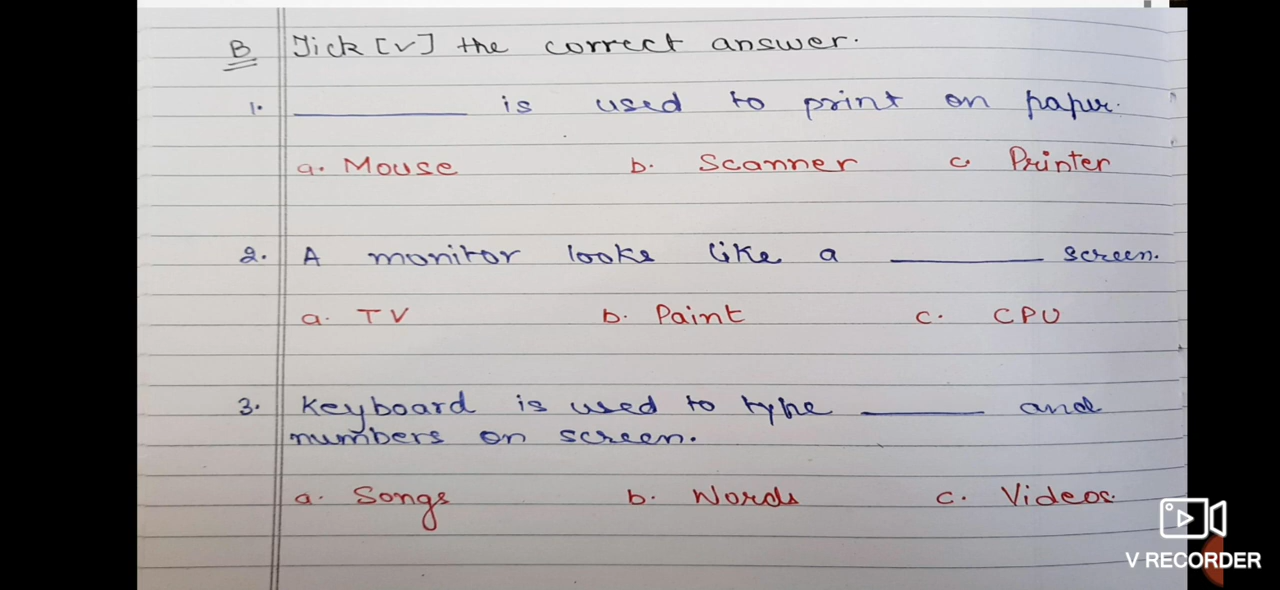 B Tick [✓] the correct answer.
1. ________ is used to print on paper.
a. Mouse b. Scanner c. Printer
2. A monitor looks like a ________ screen.
a. TV b. Paint c. CPU
3. Keyboard is used to type ________ and
numbers on screen.
a. Songs b. Words c. Videos.
V RECORDER